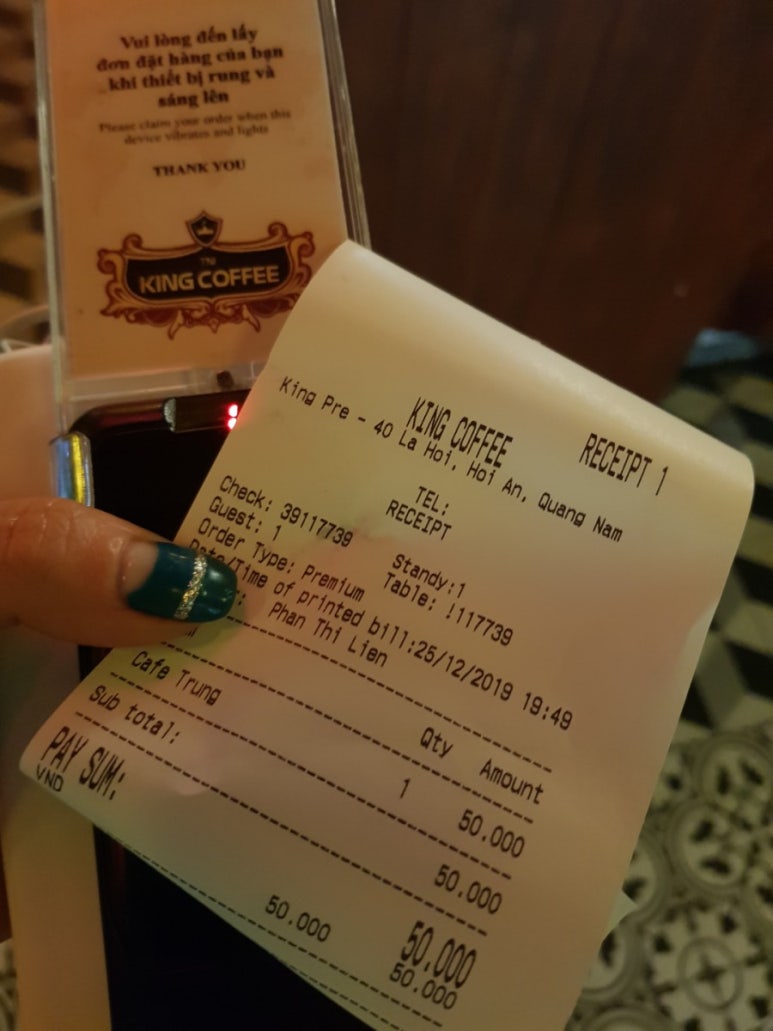 Vui lòng đến lấy
đơn đặt hàng của bạn
khi thiết bị rung và
sáng lên
Please claim your order when this
device vibrates and lights
THANK YOU
TNI
KING COFFEE
KING COFFEE RECEIPT 1
King Pre - 40 La Hoi, Hoi An, Quang Nam
TEL:
RECEIPT
Check: 39117739 Standy:1
Guest: 1 Table: !117739
Order Type: Premium
Date/Time of printed bill:25/12/2019 19:49
Phan Thi Lien
Qty Amount
Cafe Trung 1 50.000
Sub total: 50.000
PAY SUM: 50,000
VND 50.000 50.000